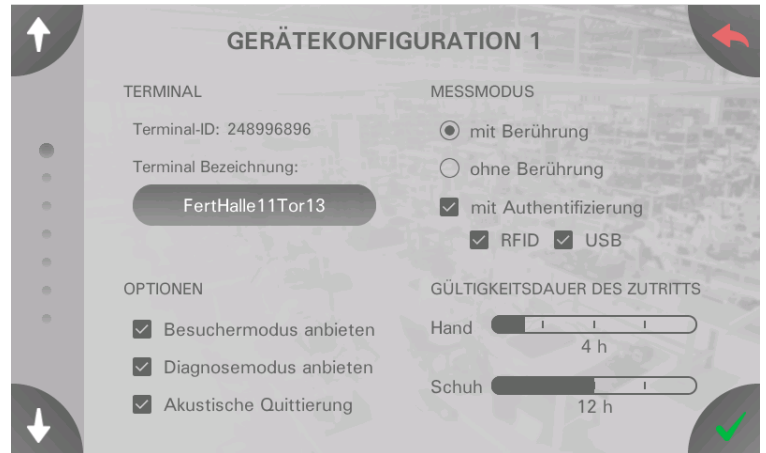 GERÄTEKONFIGURATION 1
TERMINAL
Terminal-ID: 248996896
Terminal Bezeichnung:
FertHalle11Tor13
OPTIONEN
Besuchermodus anbieten
Diagnosemodus anbieten
Akustische Quittierung
MESSMODUS
mit Berührung
ohne Berührung
mit Authentifizierung
RFID USB
GÜLTIGKEITSDAUER DES ZUTRITTS
Hand
4 h
Schuh
12 h